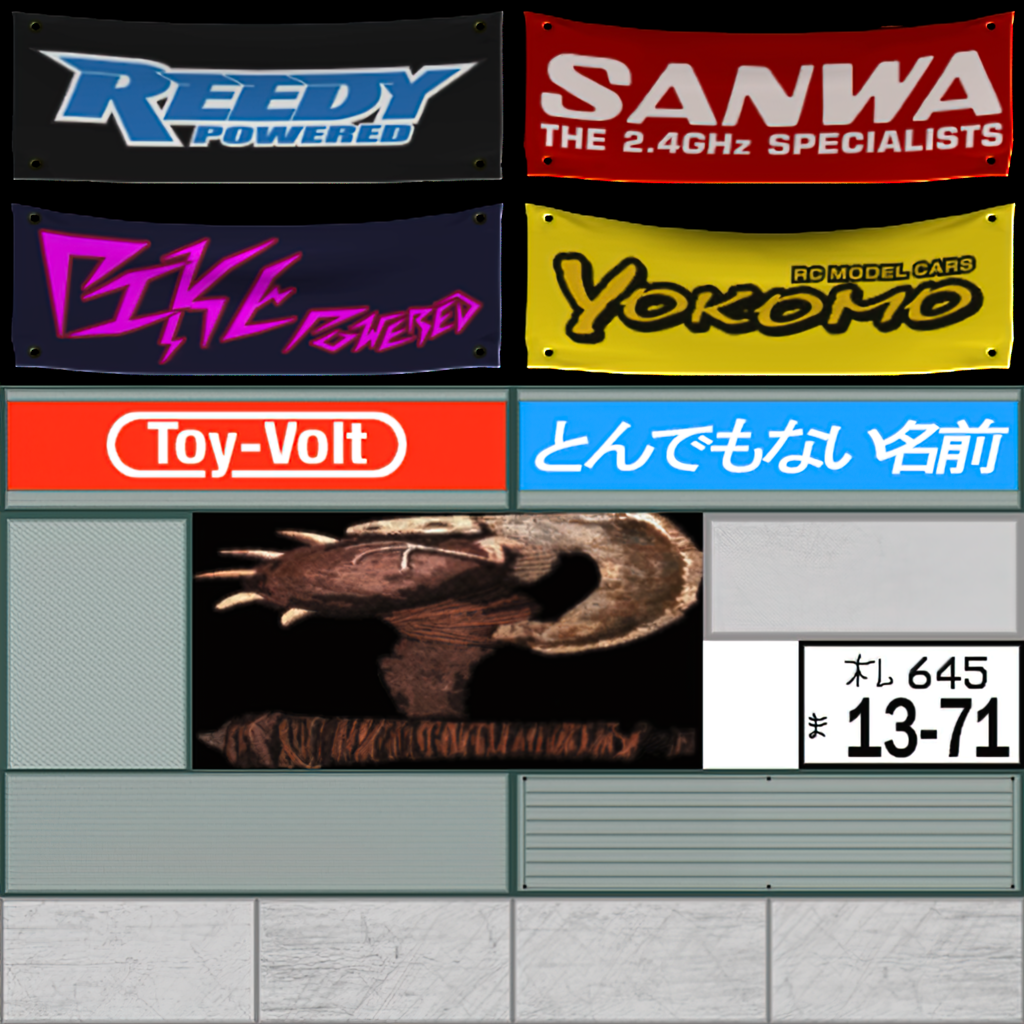 REEDY
POWERED
SANWA
THE 2.4GHz SPECIALISTS
PIKE POWERED
RC MODEL CARS
YOKOMO
Toy-Volt
とんでもない名前
札 645
ま 13-71